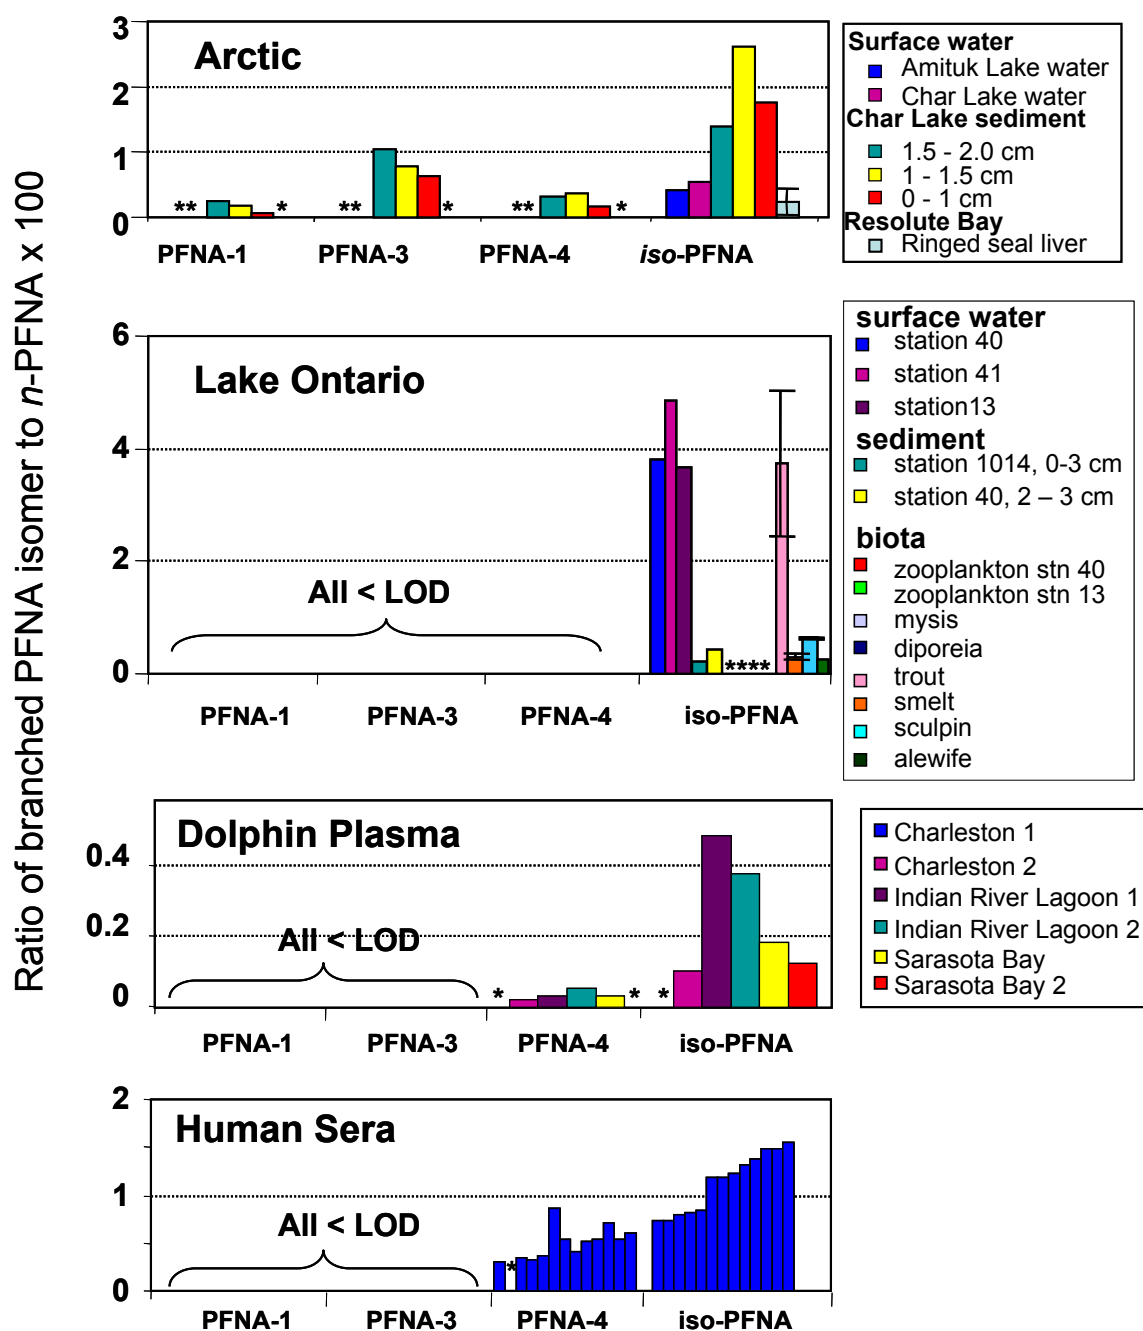 Ratio of branched PFNA isomer to n-PFNA x 100
3
2
1
0
Arctic
** * ** * ** *
PFNA-1 PFNA-3 PFNA-4 iso-PFNA
Surface water
Amituk Lake water
Char Lake water
Char Lake sediment
1.5 - 2.0 cm
1 - 1.5 cm
0 - 1 cm
Resolute Bay
Ringed seal liver
6
4
2
0
Lake Ontario
All < LOD
****
PFNA-1 PFNA-3 PFNA-4 iso-PFNA
surface water
station 40
station 41
station13
sediment
station 1014, 0-3 cm
station 40, 2 – 3 cm
biota
zooplankton stn 40
zooplankton stn 13
mysis
diporeia
trout
smelt
sculpin
alewife
0.4
0.2
0
Dolphin Plasma
All < LOD
* * *
PFNA-1 PFNA-3 PFNA-4 iso-PFNA
Charleston 1
Charleston 2
Indian River Lagoon 1
Indian River Lagoon 2
Sarasota Bay
Sarasota Bay 2
2
1
0
Human Sera
All < LOD
*
PFNA-1 PFNA-3 PFNA-4 iso-PFNA